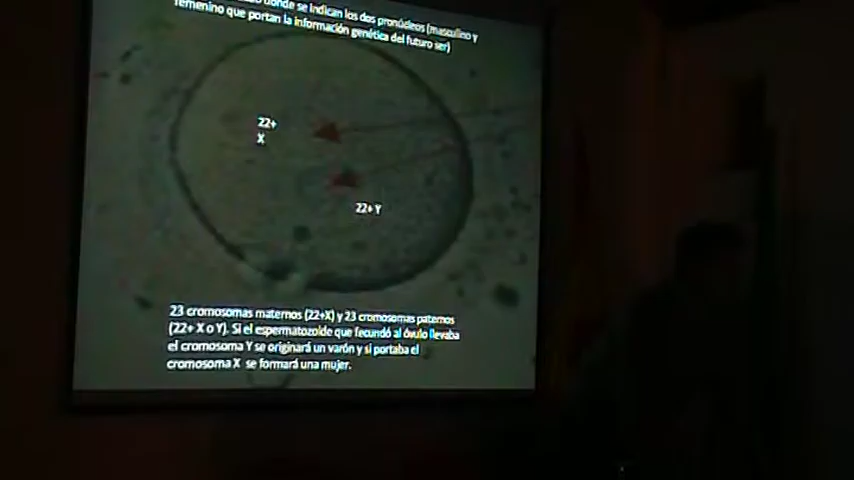 donde se indican los dos pronúcleos (masculino y
femenino que portan la información genética del futuro ser)
22+
X
22+ Y
23 cromosomas maternos (22+X) y 23 cromosomas paternos
(22+ X o Y). Si el espermatozoide que fecundó al óvulo llevaba
el cromosoma Y se originará un varón y si portaba el
cromosoma X se formará una mujer.